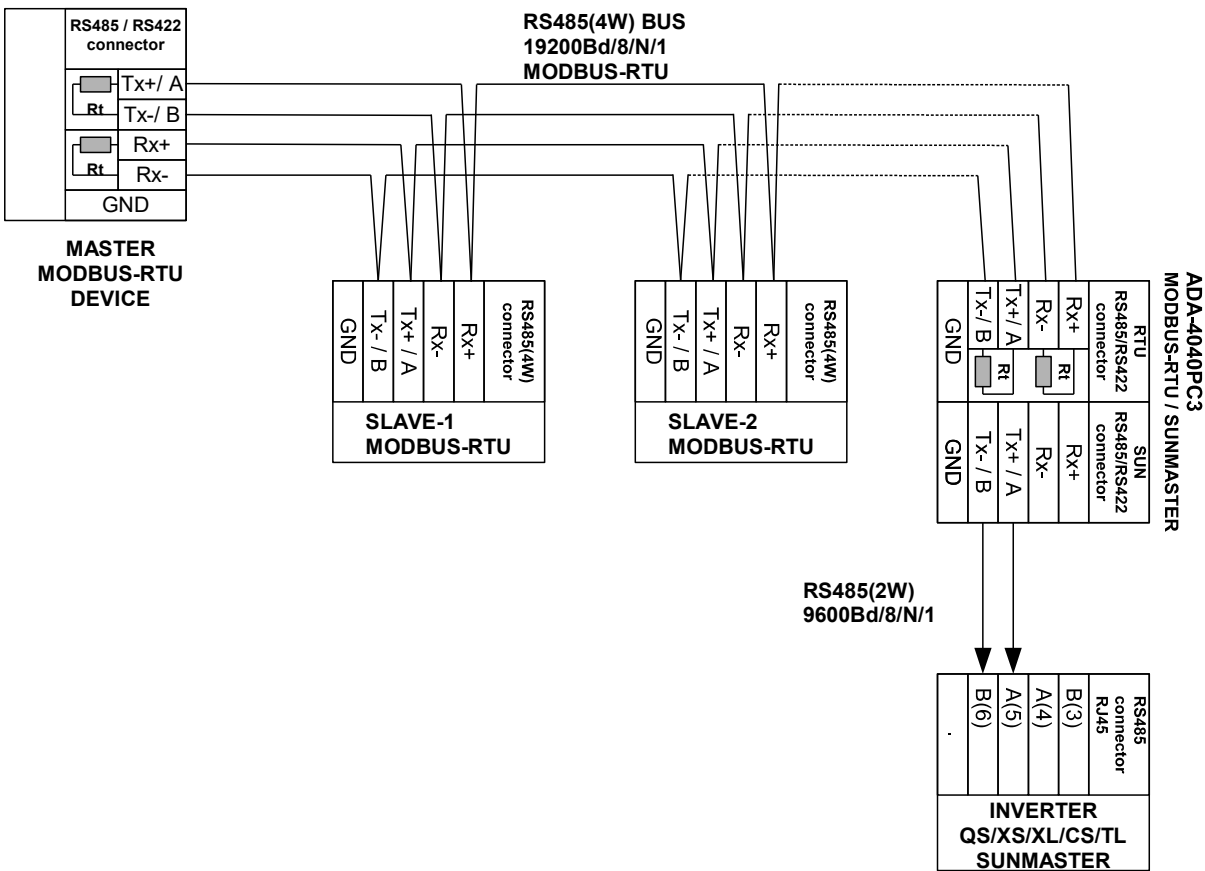 RS485 / RS422
connector
Tx+/ A
Rt
Tx-/ B
Rx+
Rt
Rx-
GND
MASTER
MODBUS-RTU
DEVICE
RS485(4W) BUS
19200Bd/8/N/1
MODBUS-RTU
RS485(4W)
connector
Rx+
Rx-
Tx+ / A
Tx- / B
GND
SLAVE-1
MODBUS-RTU
RS485(4W)
connector
Rx+
Rx-
Tx+ / A
Tx- / B
GND
SLAVE-2
MODBUS-RTU
ADA-4040PC3
MODBUS-RTU / SUNMASTER
RTU
RS485/RS422
connector
Rx+
Rx-
Tx+/ A
Tx-/ B
GND
Rt
Rt
SUN
RS485/RS422
connector
Rx+
Rx-
Tx+ / A
Tx- / B
GND
RS485(2W)
9600Bd/8/N/1
RS485
connector
RJ45
B(3)
A(4)
A(5)
B(6)
.
INVERTER
QS/XS/XL/CS/TL
SUNMASTER